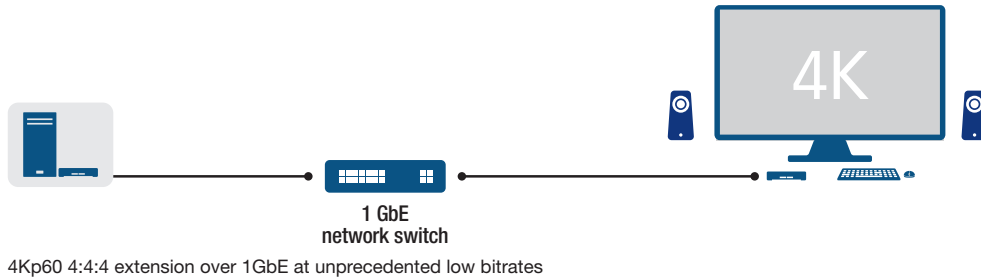 4K
1 GbE
network switch
4Kp60 4:4:4 extension over 1GbE at unprecedented low bitrates